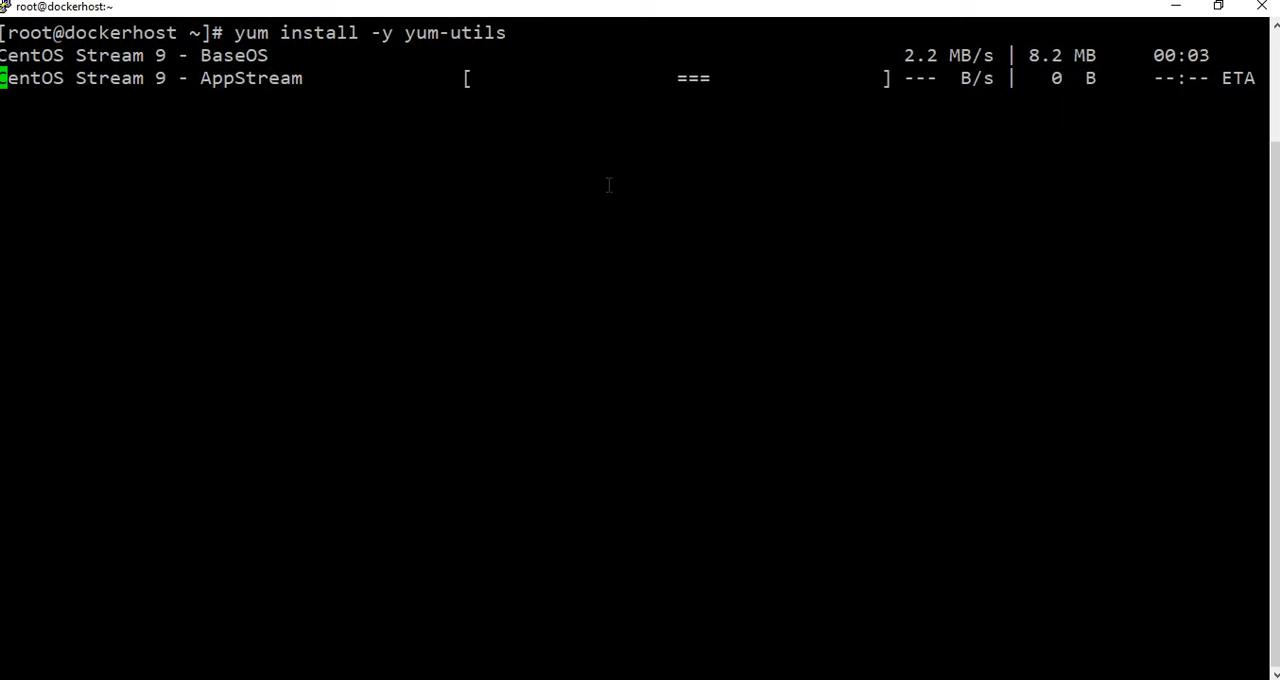 root@dockerhost:~
[root@dockerhost ~]# yum install -y yum-utils
CentOS Stream 9 - BaseOS 2.2 MB/s | 8.2 MB 00:03
CentOS Stream 9 - AppStream [ === ] --- B/s | 0 B --:-- ETA